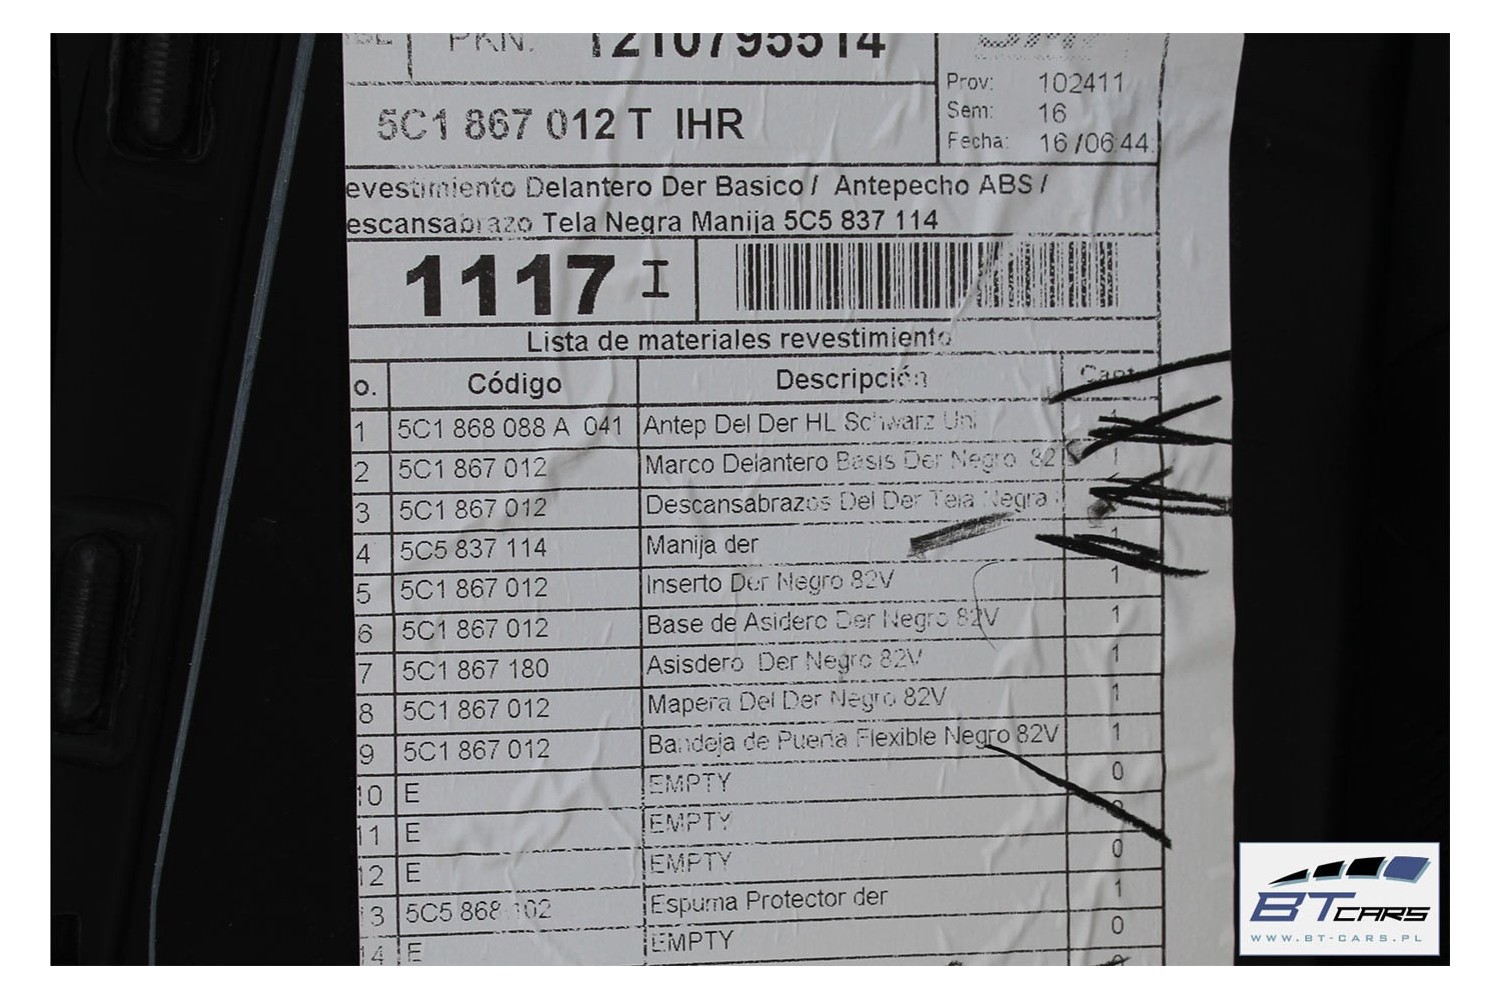 PKN. 1210795514
Prov: 102411
Sem: 16
Fecha: 16/06:44:
5C1 867 012 T IHR
evestimiento Delantero Der Basico / Antepecho ABS /
escansabrazo Tela Negra Manija 5C5 837 114
1117 I
Lista de materiales revestimiento
o. Código Descripción Cant.
1 5C1 868 088 A 041 Antep Del Der HL Schwarz Uni 1
2 5C1 867 012 Marco Delantero Basis Der Negro 82 1
3 5C1 867 012 Descansabrazos Del Der Tela Negra
4 5C5 837 114 Manija der 1
5 5C1 867 012 Inserto Der Negro 82V 1
6 5C1 867 012 Base de Asidero Der Negro 82V 1
7 5C1 867 180 Asisdero Der Negro 82V 1
8 5C1 867 012 Mapera Del Der Negro 82V 1
9 5C1 867 012 Bandeja de Puerta Flexible Negro 82V 1
10 E EMPTY 0
11 E EMPTY 0
12 E EMPTY 0
13 5C5 868 102 Espuma Protector der 1
14 E EMPTY 0
BT CARS
WWW.BT-CARS.PL